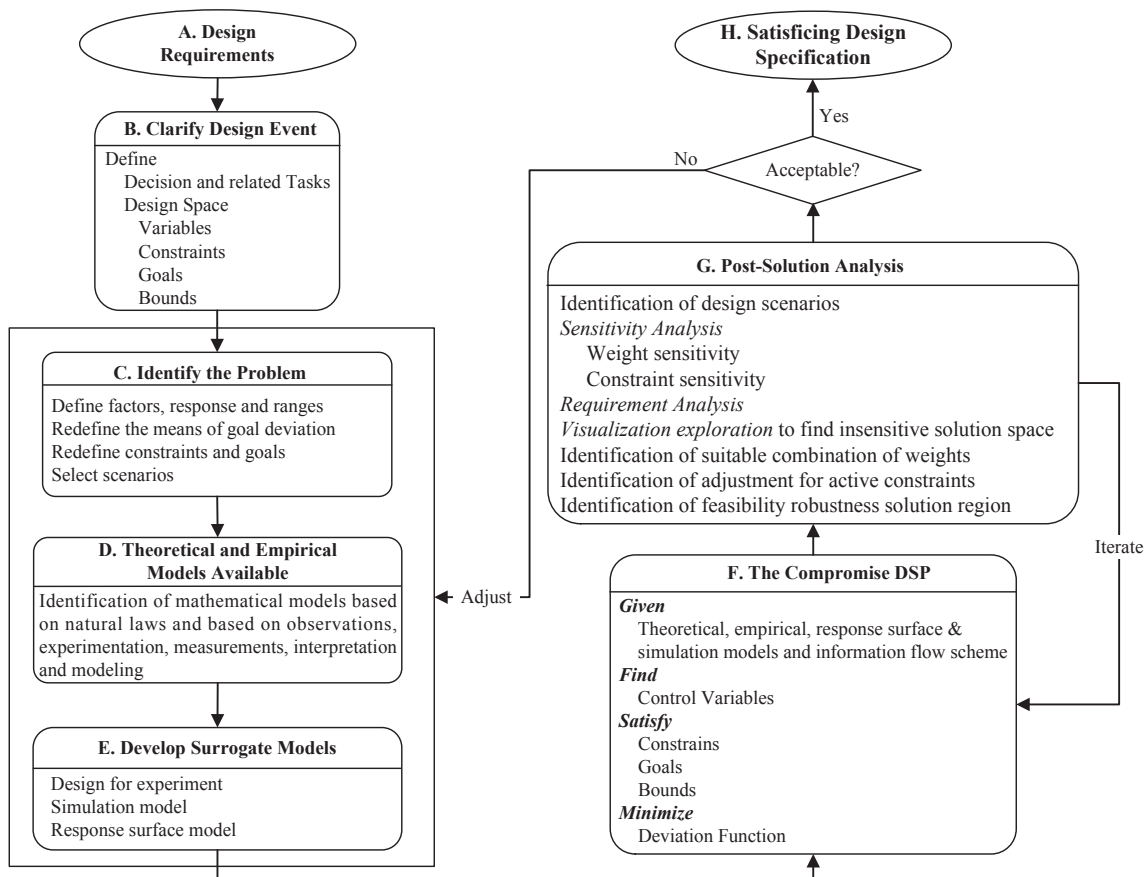 A. Design
Requirements
B. Clarify Design Event
Define
Decision and related Tasks
Design Space
Variables
Constraints
Goals
Bounds
C. Identify the Problem
Define factors, response and ranges
Redefine the means of goal deviation
Redefine constraints and goals
Select scenarios
D. Theoretical and Empirical
Models Available
Identification of mathematical models based
on natural laws and based on observations,
experimentation, measurements, interpretation
and modeling
E. Develop Surrogate Models
Design for experiment
Simulation model
Response surface model
H. Satisficing Design
Specification
Yes
No
Acceptable?
G. Post-Solution Analysis
Identification of design scenarios
Sensitivity Analysis
Weight sensitivity
Constraint sensitivity
Requirement Analysis
Visualization exploration to find insensitive solution space
Identification of suitable combination of weights
Identification of adjustment for active constraints
Identification of feasibility robustness solution region
Iterate
Adjust
F. The Compromise DSP
Given
Theoretical, empirical, response surface &
simulation models and information flow scheme
Find
Control Variables
Satisfy
Constrains
Goals
Bounds
Minimize
Deviation Function